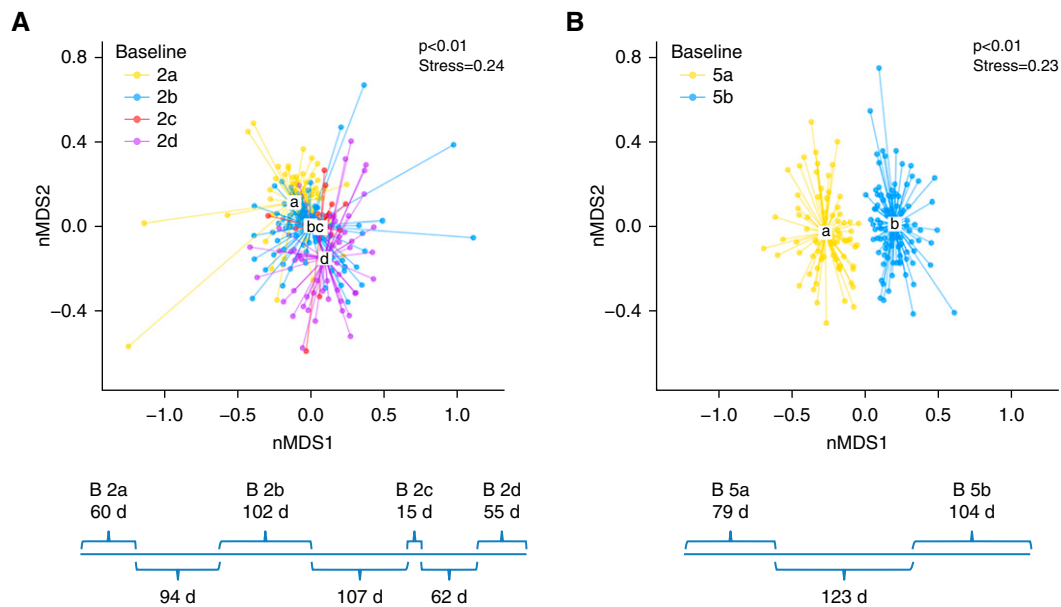 A
Baseline
2a
2b
2c
2d
p<0.01
Stress=0.24
0.8
0.4
0.0
−0.4
nMDS2
a
bc
d
−1.0
−0.5
0.0
0.5
1.0
nMDS1
B 2a
60 d
B 2b
102 d
B 2c
15 d
B 2d
55 d
94 d
107 d
62 d
B
Baseline
5a
5b
p<0.01
Stress=0.23
0.8
0.4
0.0
−0.4
nMDS2
a
b
−1.0
−0.5
0.0
0.5
1.0
nMDS1
B 5a
79 d
B 5b
104 d
123 d